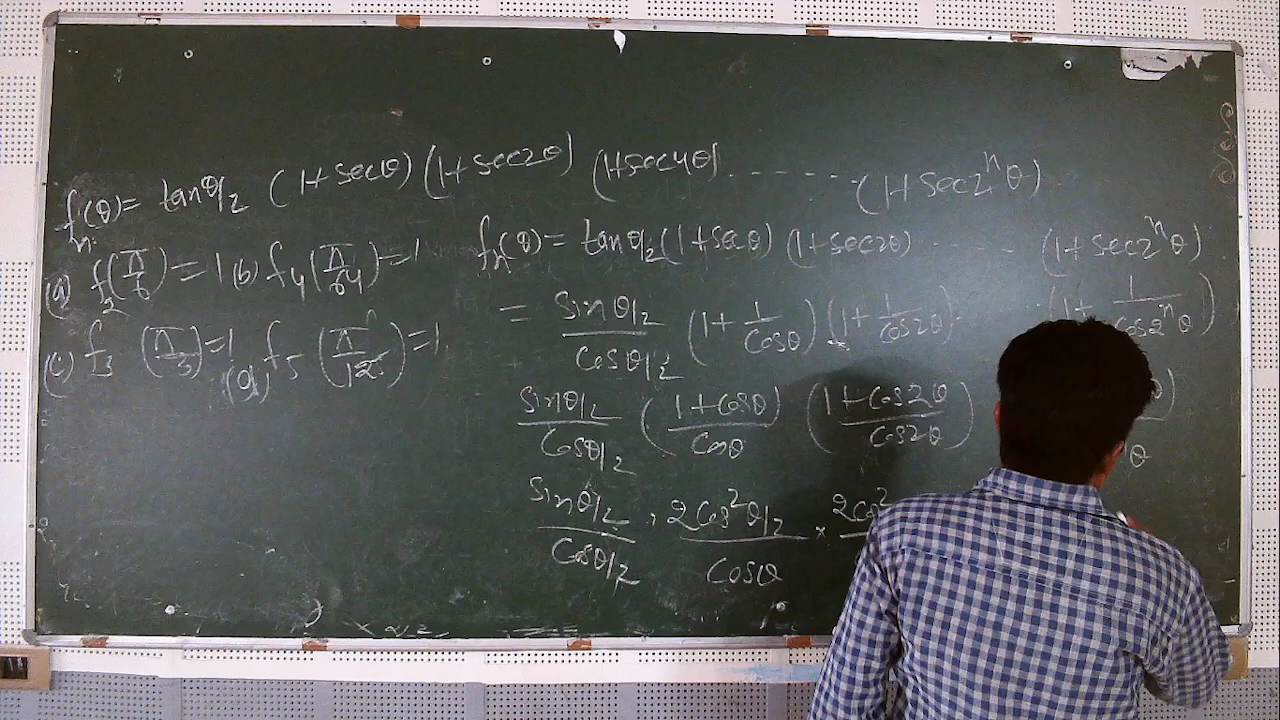 fn(θ) = tanθ/2 (1+secθ) (1+sec2θ) (1+sec4θ) ....... (1+sec2ⁿθ)
(a) f2(π/6) = 1 (b) f4(π/64) = 1
(c) f3 = 1 (d) f5 = 1
fn(θ) = tanθ/2 (1+secθ) (1+sec2θ) ...... (1+sec2ⁿθ)
= sinθ/2 / cosθ/2 (1+ 1/cosθ) (1+ 1/cos2θ) .. (1+ 1/cos2ⁿθ)
sinθ/2 / cosθ/2 (1+cosθ / cosθ) (1+cos2θ / cos2θ) θ) / θ
sinθ/2 / cosθ/2 . 2cos²θ/2 / cosθ × 2cos²